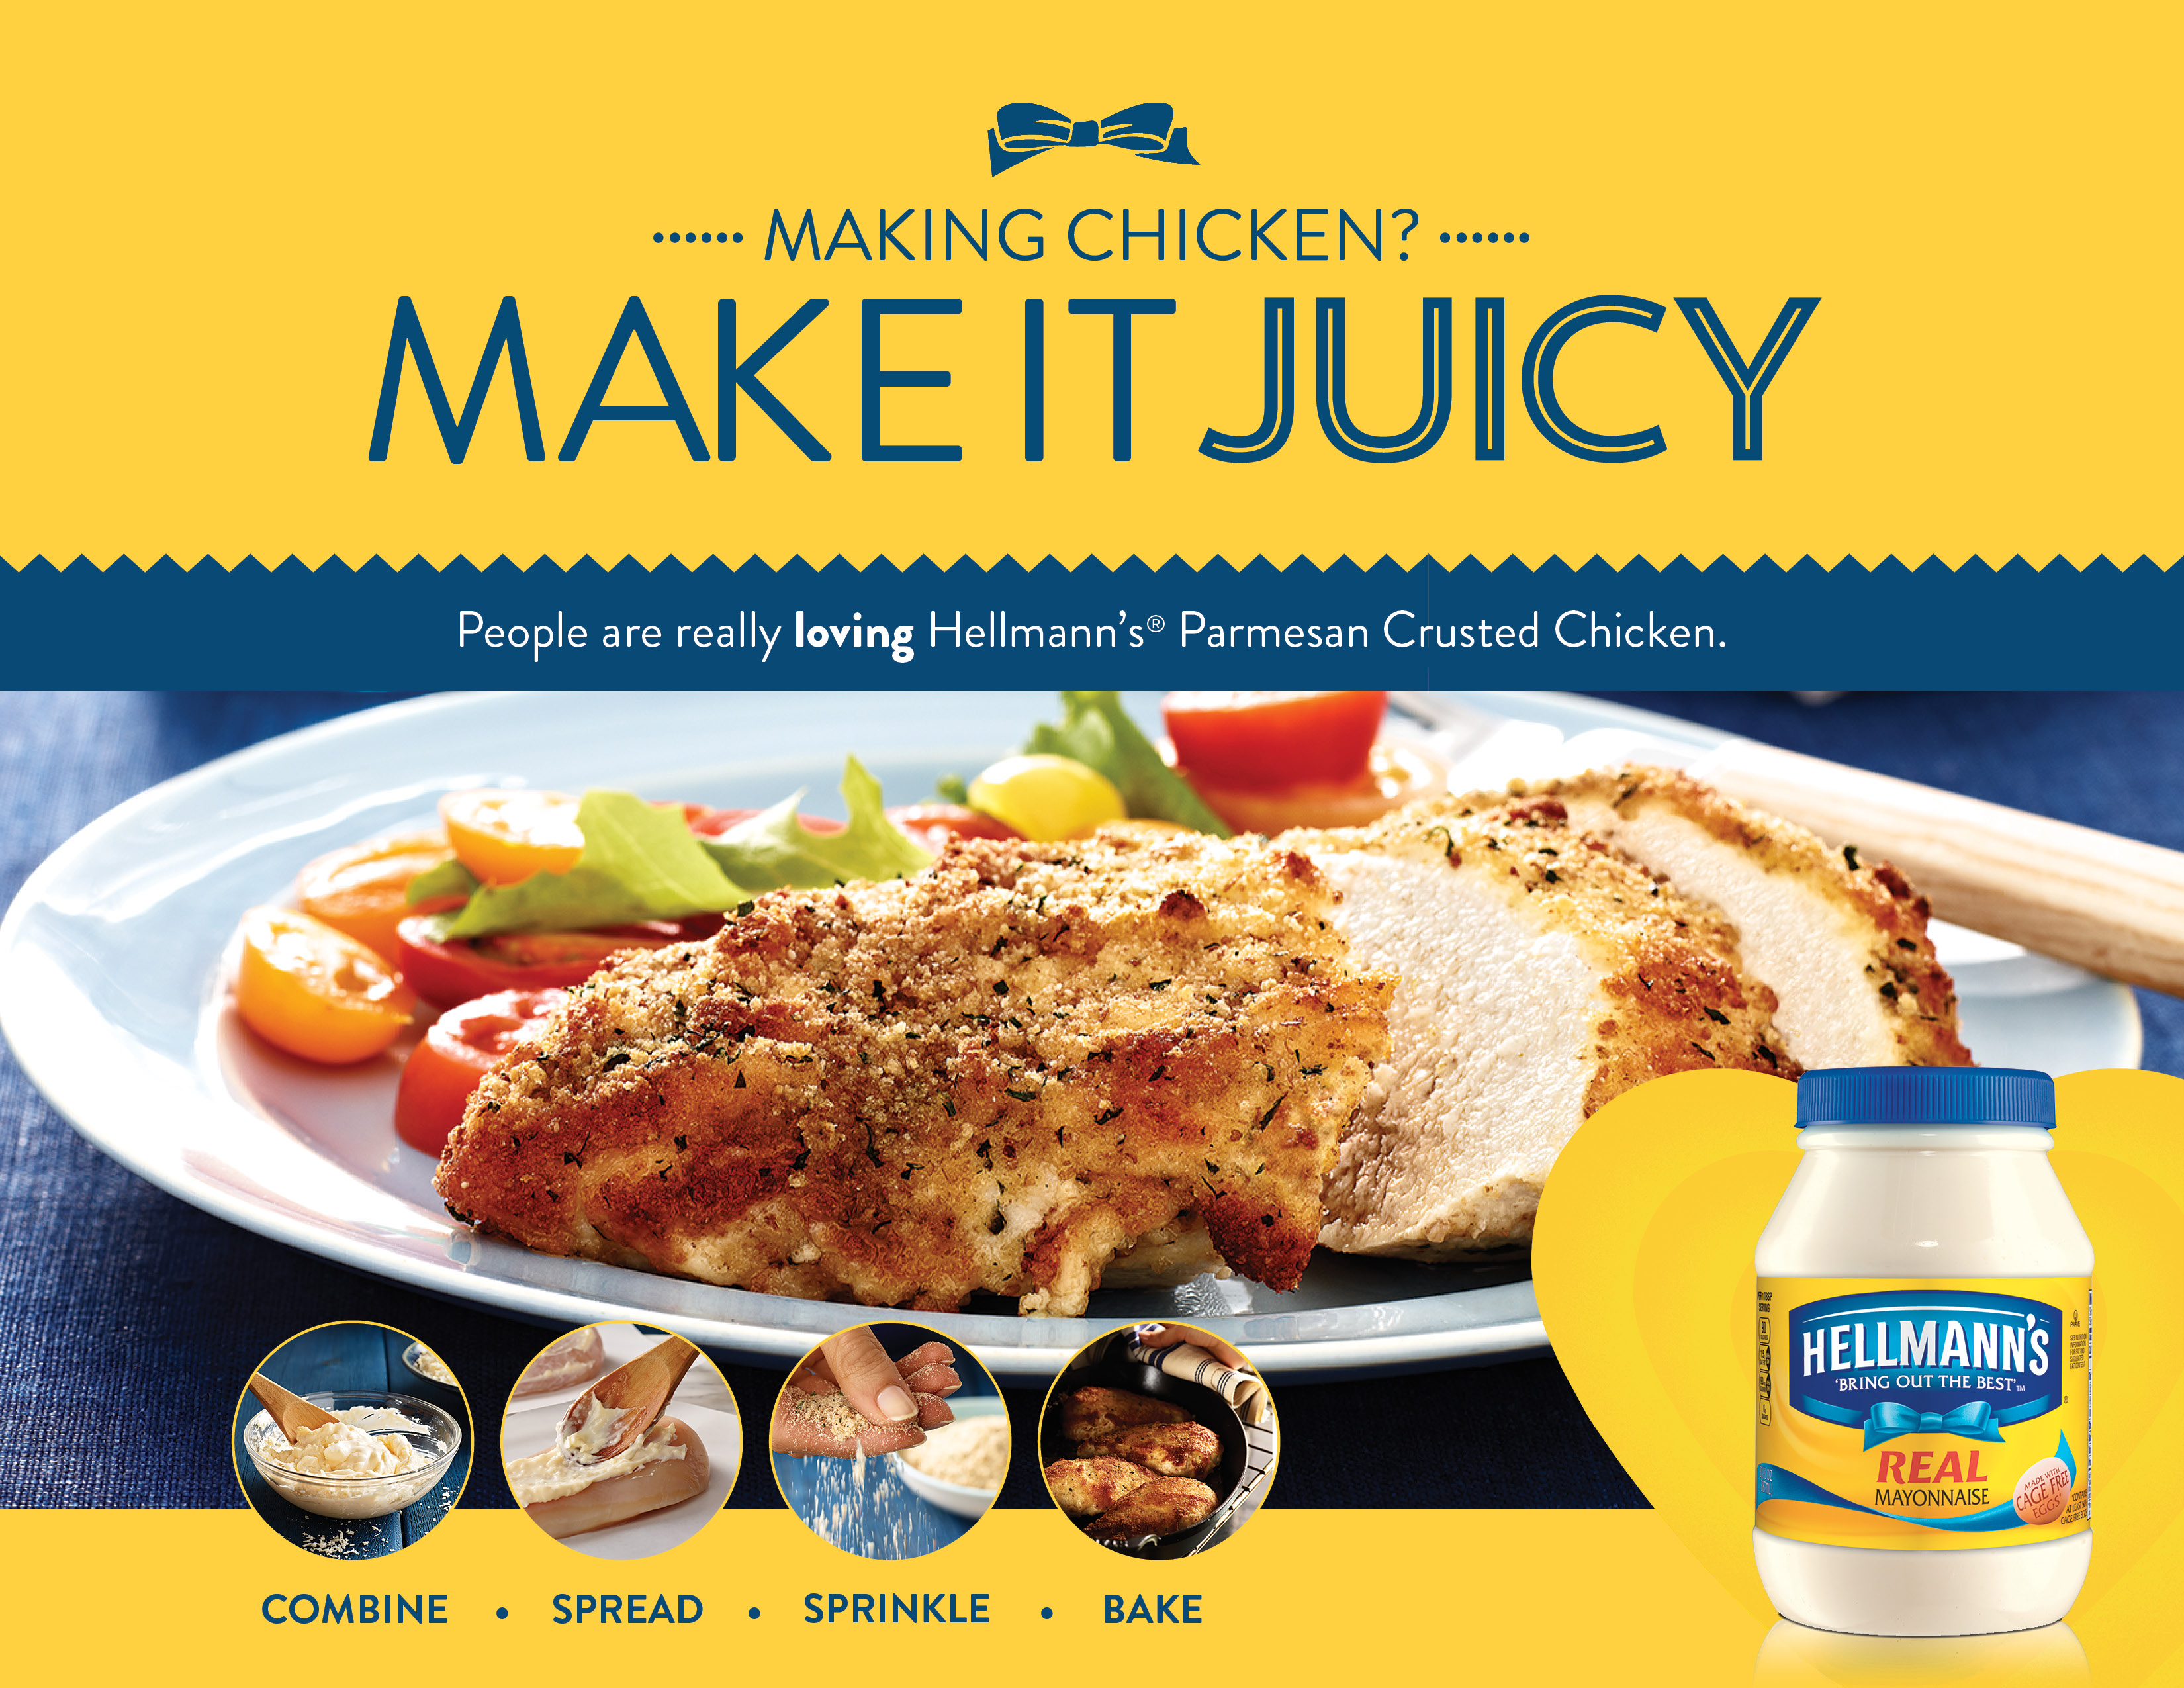 MAKING CHICKEN?
MAKE IT JUICY
People are really loving Hellmann's® Parmesan Crusted Chicken.
HELLMANN'S
'BRING OUT THE BEST'™
REAL
MAYONNAISE
MADE WITH
CAGE FREE
EGGS*
COMBINE • SPREAD • SPRINKLE • BAKE